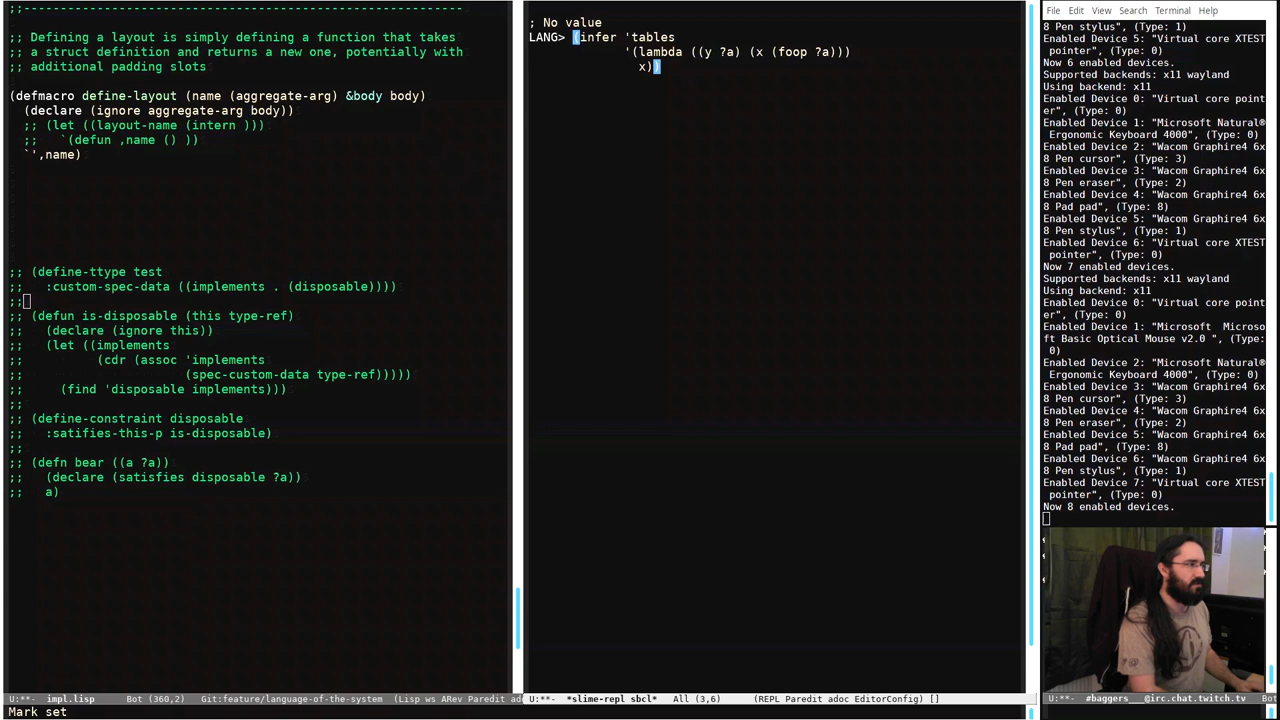 ;;------------------------------------------------------------
;; Defining a layout is simply defining a function that takes
;; a struct definition and returns a new one, potentially with
;; additional padding slots
(defmacro define-layout (name (aggregate-arg) &body body)
  (declare (ignore aggregate-arg body))
  ;; (let ((layout-name (intern )))
  ;;   `(defun ,name () ))
  `',name)
;; (define-ttype test
;;   :custom-spec-data ((implements . (disposable))))
;;
;; (defun is-disposable (this type-ref)
;;   (declare (ignore this))
;;   (let ((implements
;;          (cdr (assoc 'implements
;;                      (spec-custom-data type-ref)))))
;;     (find 'disposable implements)))
;;
;; (define-constraint disposable
;;   :satifies-this-p is-disposable)
;;
;; (defn bear ((a ?a))
;;   (declare (satisfies disposable ?a))
;;   a)
U:**-  impl.lisp      Bot (360,2)    Git:feature/language-of-the-system  (Lisp ws ARev Paredit ad
Mark set
; No value
LANG> (infer 'tables
             '(lambda ((y ?a) (x (foop ?a)))
               x))
U:**-  *slime-repl sbcl*   All (3,6)      (REPL Paredit adoc EditorConfig) []
File Edit View Search Terminal Help
8 Pen stylus", (Type: 1)
Enabled Device 5: "Virtual core XTEST
 pointer", (Type: 0)
Now 6 enabled devices.
Supported backends: x11 wayland
Using backend: x11
Enabled Device 0: "Virtual core point
er", (Type: 0)
Enabled Device 1: "Microsoft Natural®
 Ergonomic Keyboard 4000", (Type: 0)
Enabled Device 2: "Wacom Graphire4 6x
8 Pen cursor", (Type: 3)
Enabled Device 3: "Wacom Graphire4 6x
8 Pen eraser", (Type: 2)
Enabled Device 4: "Wacom Graphire4 6x
8 Pad pad", (Type: 8)
Enabled Device 5: "Wacom Graphire4 6x
8 Pen stylus", (Type: 1)
Enabled Device 6: "Virtual core XTEST
 pointer", (Type: 0)
Now 7 enabled devices.
Supported backends: x11 wayland
Using backend: x11
Enabled Device 0: "Virtual core point
er", (Type: 0)
Enabled Device 1: "Microsoft  Microso
ft Basic Optical Mouse v2.0 ", (Type:
 0)
Enabled Device 2: "Microsoft Natural®
 Ergonomic Keyboard 4000", (Type: 0)
Enabled Device 3: "Wacom Graphire4 6x
8 Pen cursor", (Type: 3)
Enabled Device 4: "Wacom Graphire4 6x
8 Pen eraser", (Type: 2)
Enabled Device 5: "Wacom Graphire4 6x
8 Pad pad", (Type: 8)
Enabled Device 6: "Wacom Graphire4 6x
8 Pen stylus", (Type: 1)
Enabled Device 7: "Virtual core XTEST
 pointer", (Type: 0)
Now 8 enabled devices.
U:**-  #baggers___@irc.chat.twitch.tv      Bot